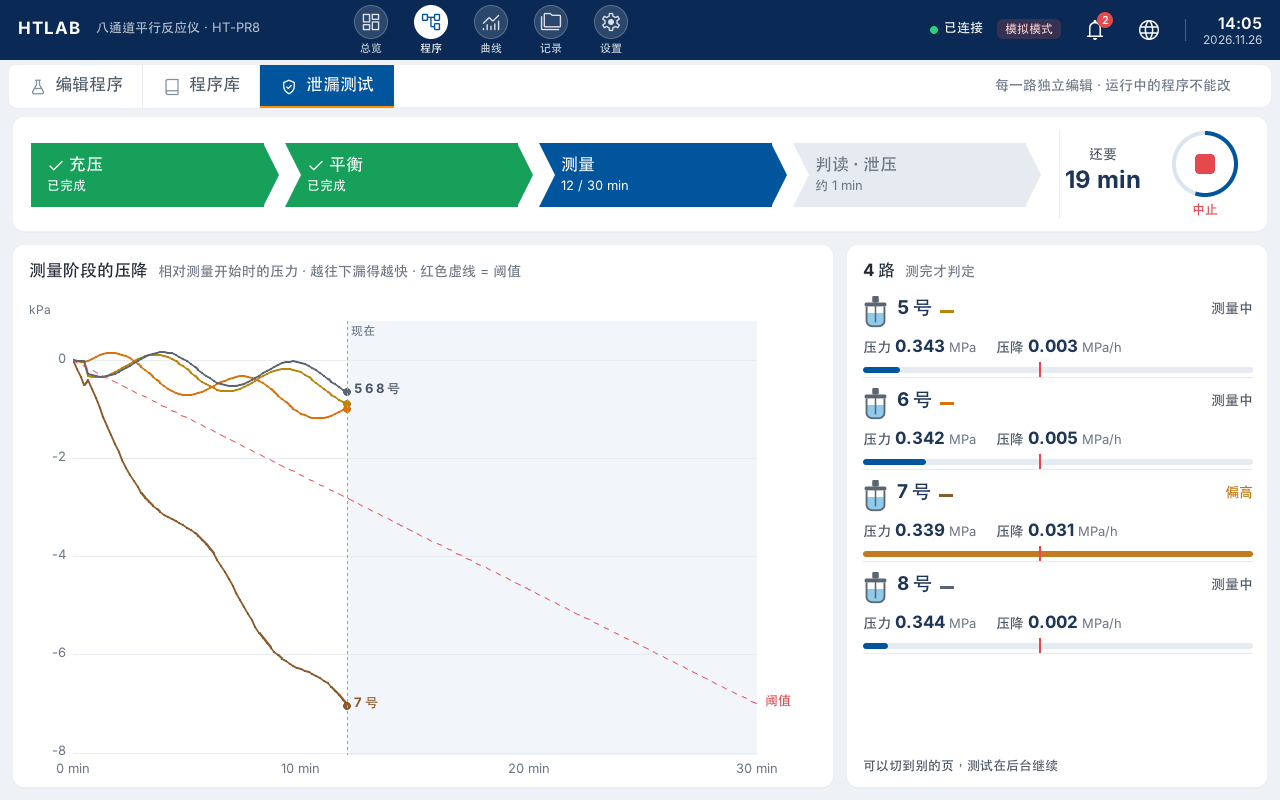 HTLAB
八通道平行反应仪 · HT-PR8
总览
程序
曲线
记录
设置
已连接
模拟模式
2
14:05
2026.11.26
编辑程序
程序库
泄漏测试
每一路独立编辑 · 运行中的程序不能改
充压
已完成
平衡
已完成
测量
12 / 30 min
判读 · 泄压
约 1 min
还要
19 min
中止
测量阶段的压降 相对测量开始时的压力 · 越往下漏得越快 · 红色虚线 = 阈值
kPa
现在
0
-2
-4
-6
-8
5 6 8 号
7 号
阈值
0 min
10 min
20 min
30 min
4 路 测完才判定
5 号 测量中
压力 0.343 MPa 压降 0.003 MPa/h
6 号 测量中
压力 0.342 MPa 压降 0.005 MPa/h
7 号 偏高
压力 0.339 MPa 压降 0.031 MPa/h
8 号 测量中
压力 0.344 MPa 压降 0.002 MPa/h
可以切到别的页，测试在后台继续